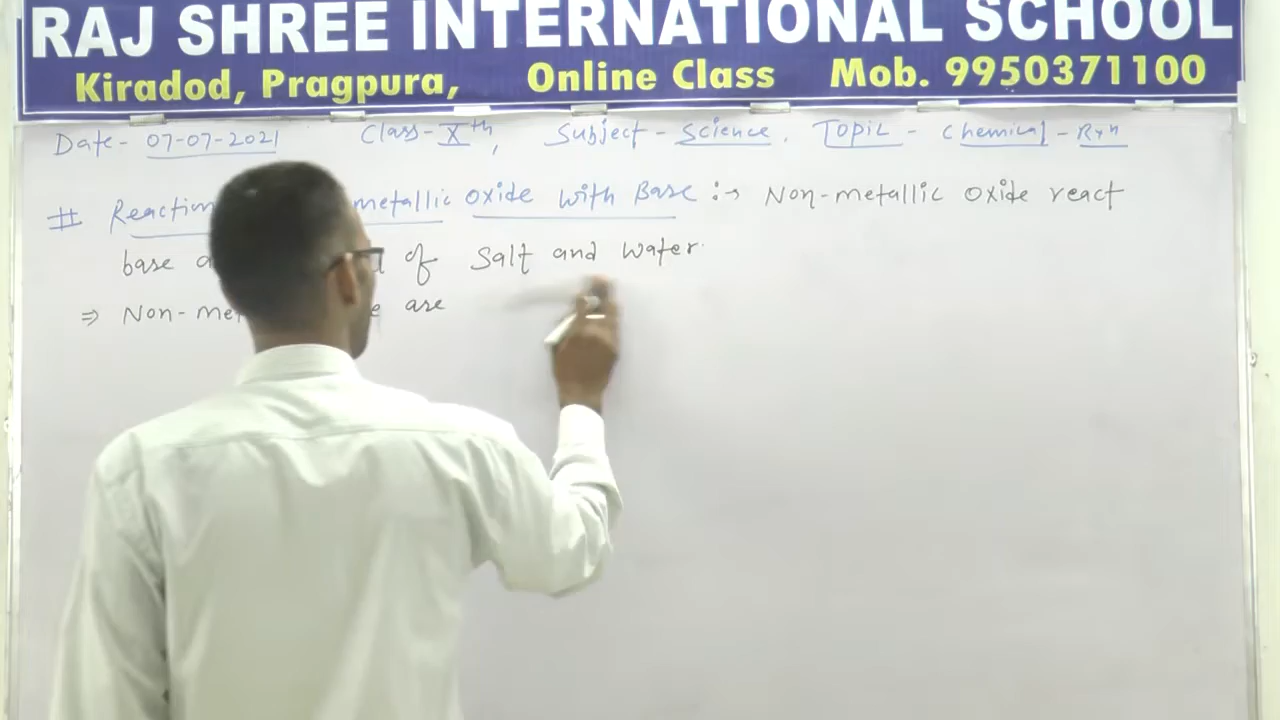 RAJ SHREE INTERNATIONAL SCHOOL
Kiradod, Pragpura, Online Class Mob. 9950371100
Date - 07-07-2021 Class - Xth, Subject - Science. Topic - Chemical - Rxn
# Reaction metallic oxide with Base :→ Non-metallic oxide react
base of Salt and water.
⇒ Non- are